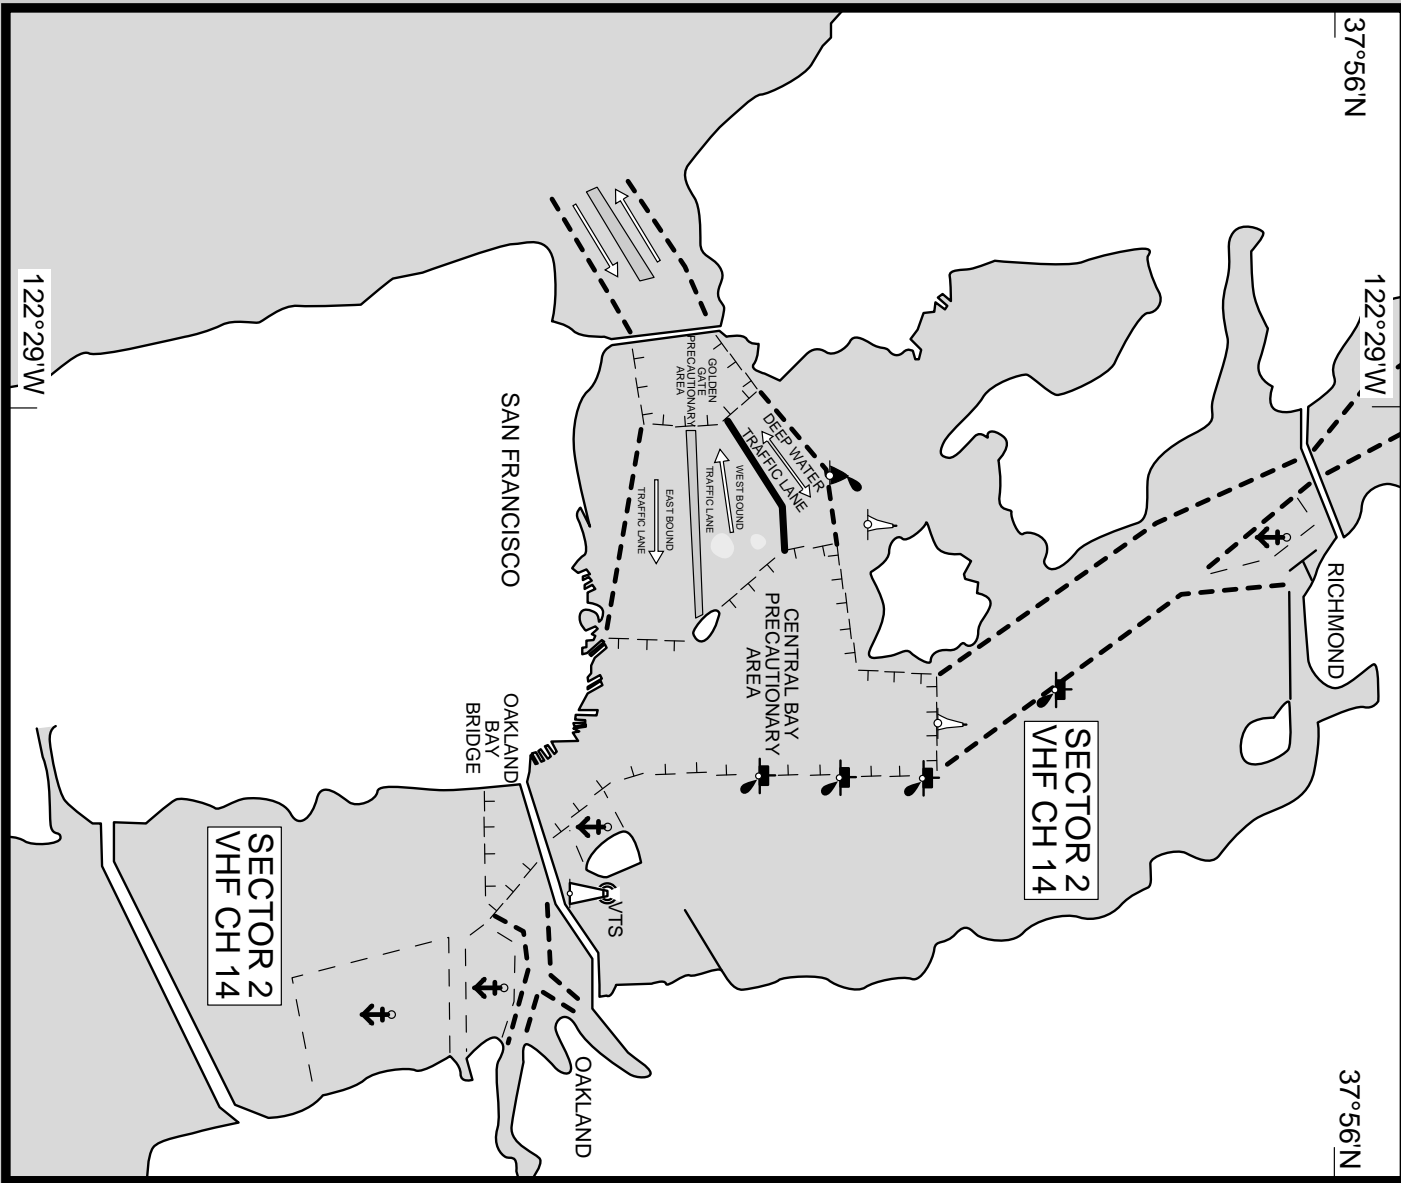 37°56'N
122°29'W
122°29'W
37°56'N
RICHMOND
SECTOR 2
VHF CH 14
DEEP WATER
TRAFFIC LANE
GOLDEN
GATE
PRECAUTIONARY
AREA
WEST BOUND
TRAFFIC LANE
EAST BOUND
TRAFFIC LANE
CENTRAL BAY
PRECAUTIONARY
AREA
SAN FRANCISCO
OAKLAND
BAY
BRIDGE
VTS
OAKLAND
SECTOR 2
VHF CH 14